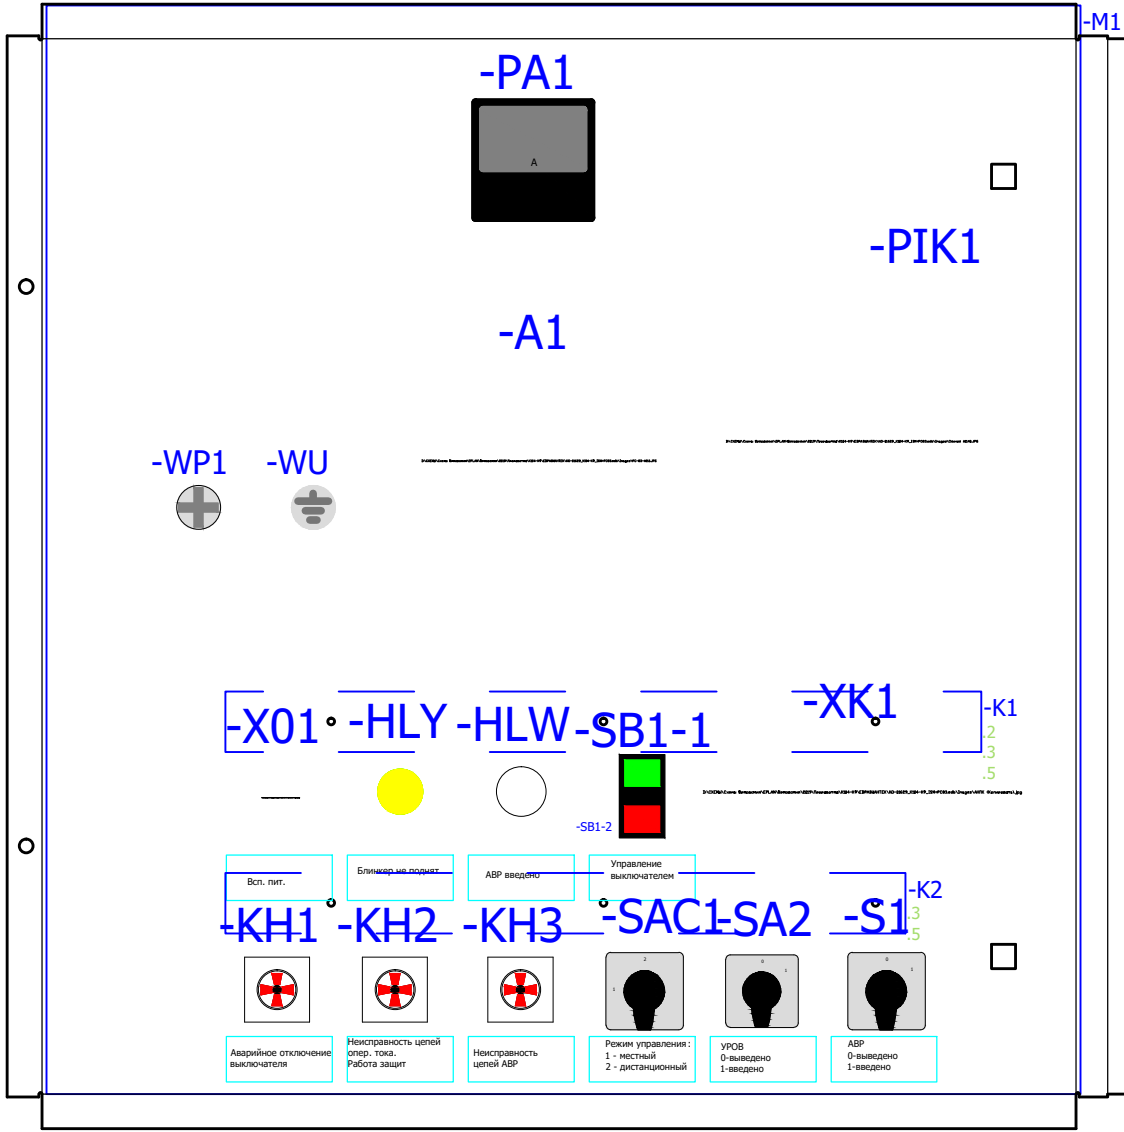 -M1
-PA1
A
-PIK1
-A1
-WP1
-WU
-X01
-HLY
-HLW
-SB1-1
-XK1
-K1
.2
.3
.5
-SB1-2
Всп. пит.
Блинкер не поднят
АВР введено
Управление
выключателем
-K2
.3
.5
-KH1
-KH2
-KH3
-SAC1
-SA2
-S1
2
1
0
1
0
1
Аварийное отключение
выключателя
Неисправность цепей
опер. тока.
Работа защит
Неисправность
цепей АВР
Режим управления :
1 - местный
2 - дистанционный
УРОВ
0-выведено
1-введено
АВР
0-выведено
1-введено